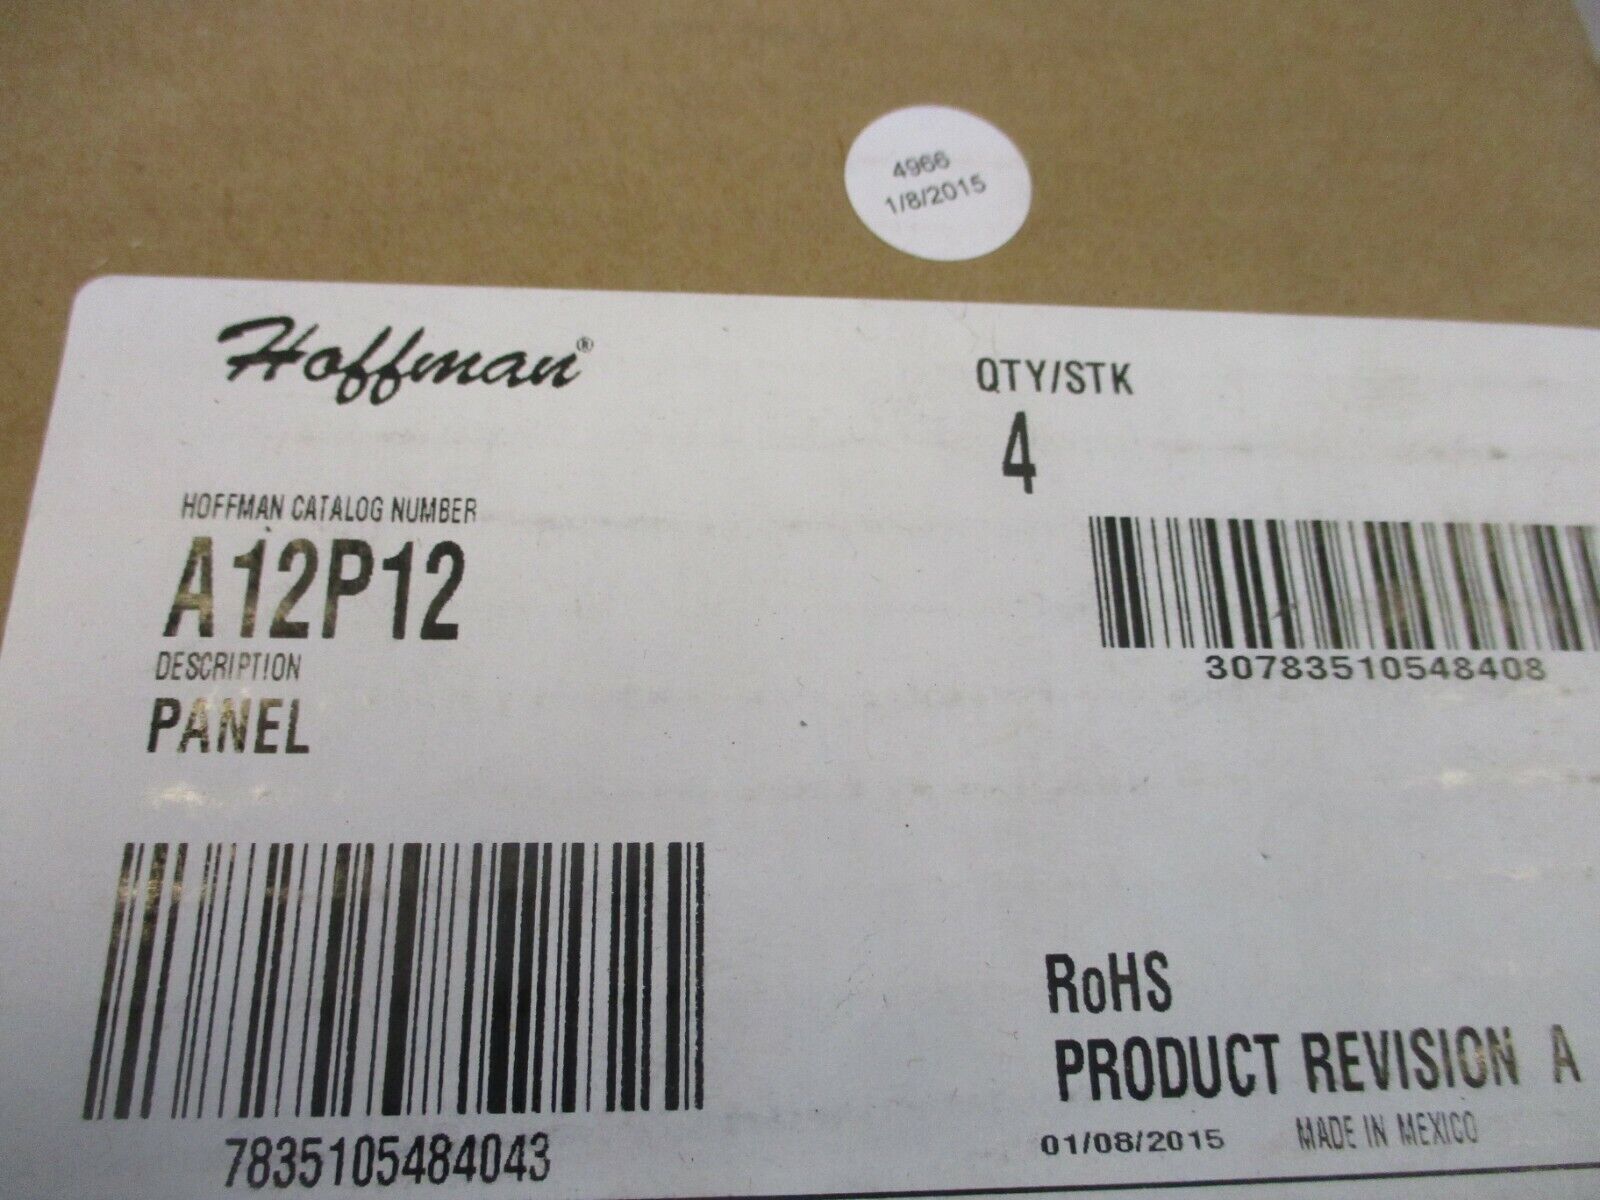 4966
1/8/2015
Hoffman®
QTY/STK
4
HOFFMAN CATALOG NUMBER
A12P12
DESCRIPTION
PANEL
30783510548408
7835105484043
RoHS
PRODUCT REVISION A
01/08/2015 MADE IN MEXICO